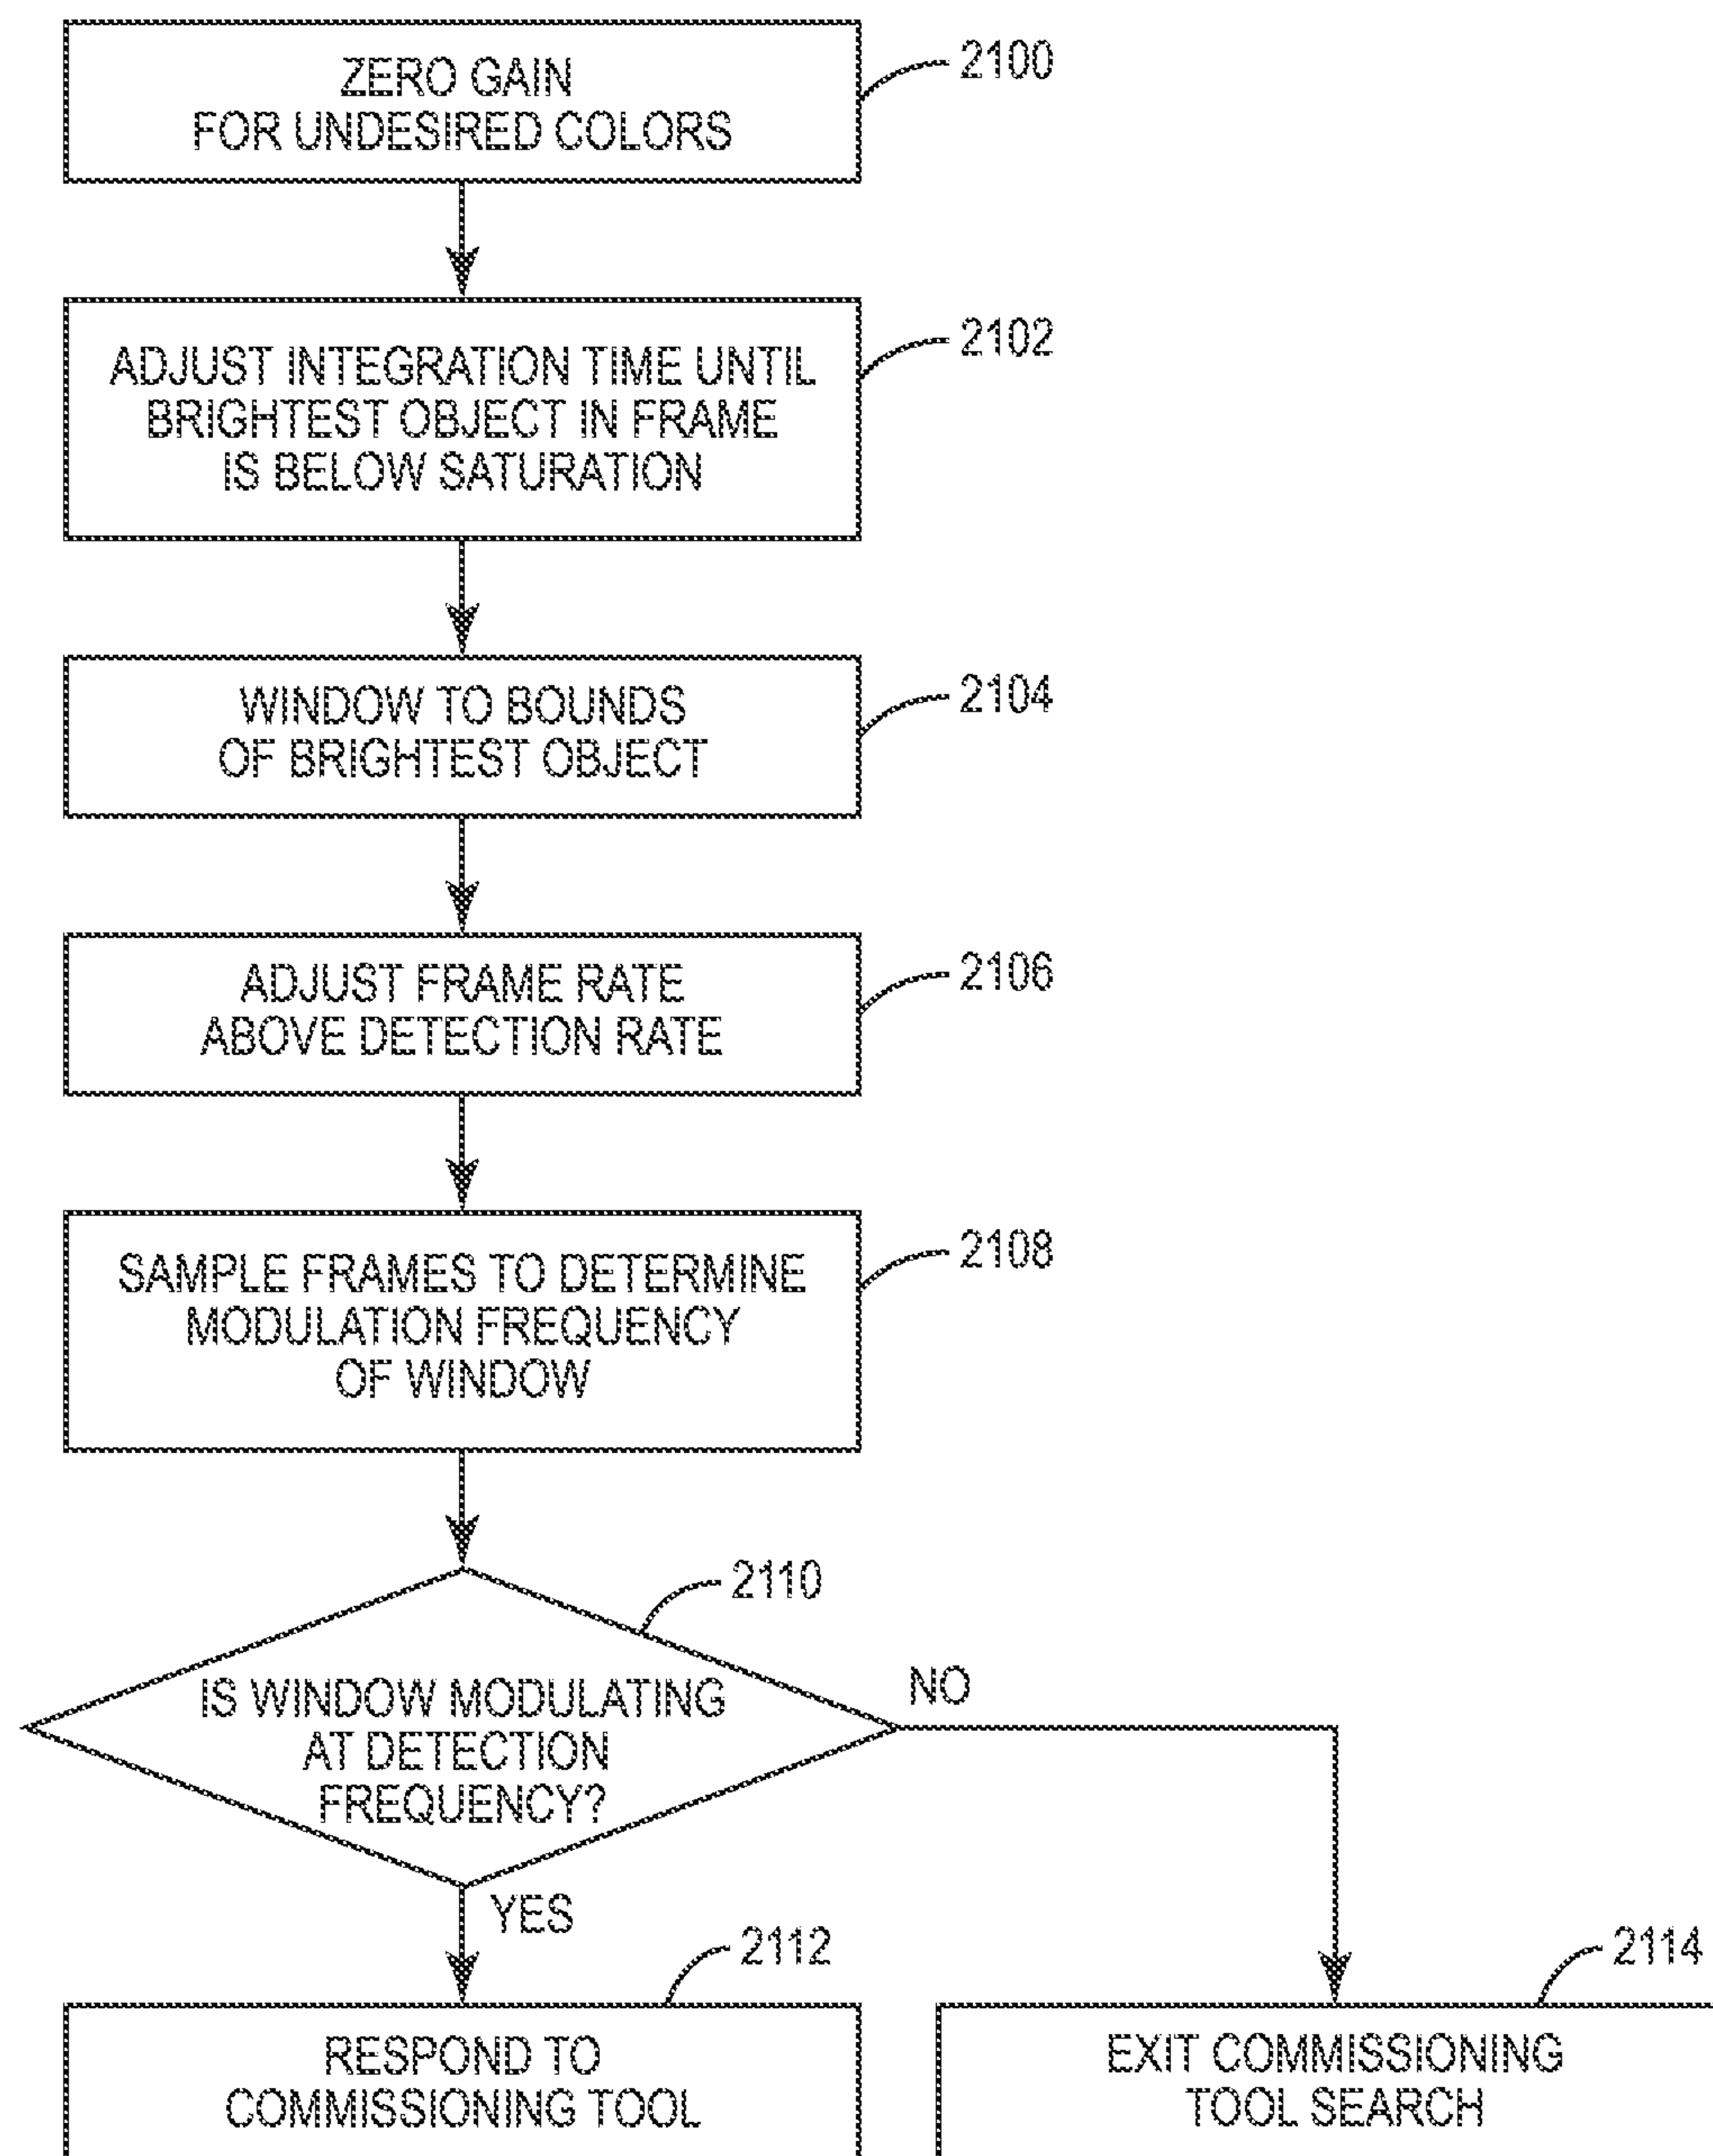 ZERO GAIN
FOR UNDESIRED COLORS
2100
ADJUST INTEGRATION TIME UNTIL
BRIGHTEST OBJECT IN FRAME
IS BELOW SATURATION
2102
WINDOW TO BOUNDS
OF BRIGHTEST OBJECT
2104
ADJUST FRAME RATE
ABOVE DETECTION RATE
2106
SAMPLE FRAMES TO DETERMINE
MODULATION FREQUENCY
OF WINDOW
2108
2110
IS WINDOW MODULATING
AT DETECTION
FREQUENCY?
NO
YES
2112
RESPOND TO
COMMISSIONING TOOL
2114
EXIT COMMISSIONING
TOOL SEARCH